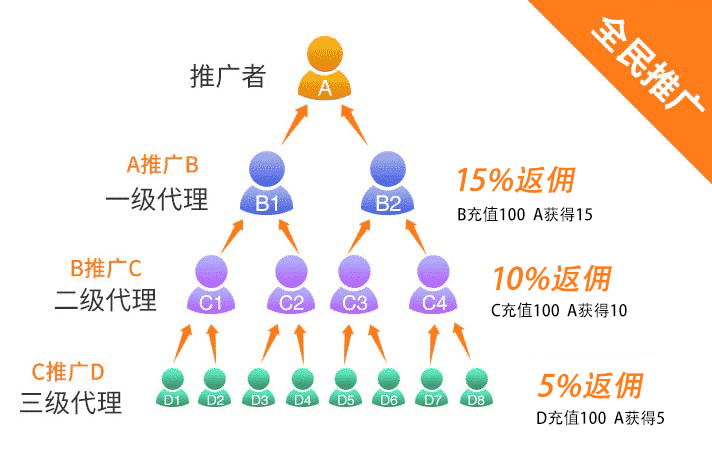 全民推广
推广者
A
A推广B
一级代理
B1
B2
15%返佣
B充值100 A获得15
B推广C
二级代理
C1
C2
C3
C4
10%返佣
C充值100 A获得10
C推广D
三级代理
D1
D2
D3
D4
D5
D6
D7
D8
5%返佣
D充值100 A获得5